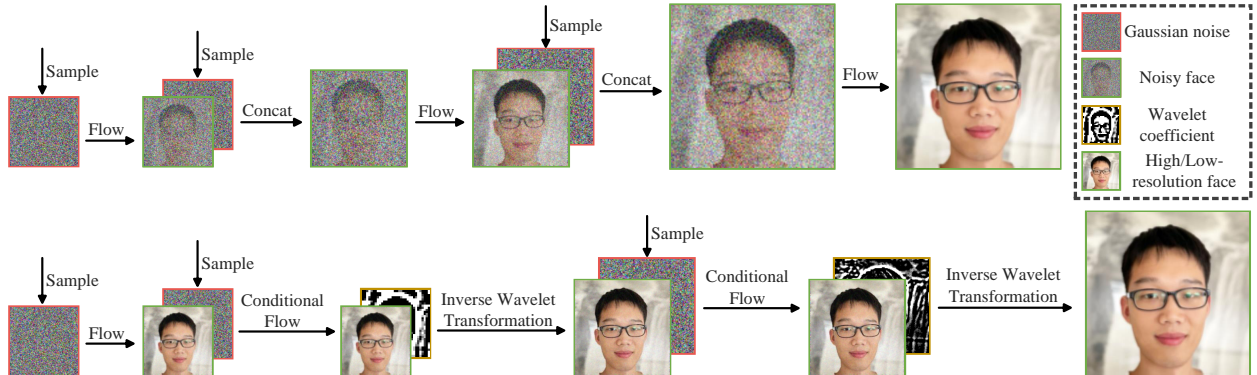 Sample
Flow
Sample
Concat
Flow
Sample
Concat
Flow
Gaussian noise
Noisy face
Wavelet
coefficient
High/Low-
resolution face
Sample
Flow
Sample
Conditional
Flow
Inverse Wavelet
Transformation
Sample
Conditional
Flow
Inverse Wavelet
Transformation